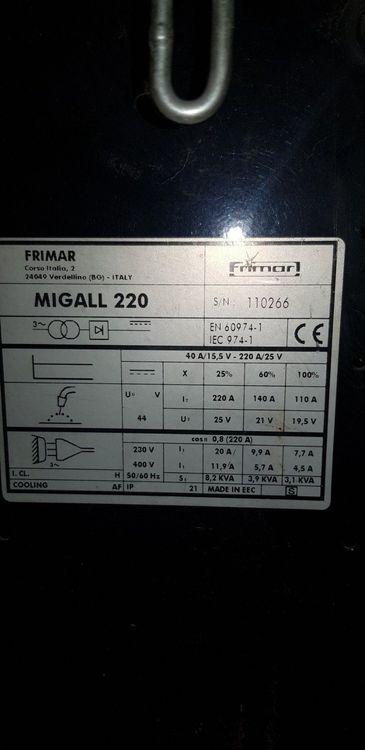 FRIMAR
Corso Italia, 2
24049 Verdellino (BG) - ITALY
Frimar
MIGALL 220
S/N: 110266
3~
EN 60974-1
IEC 974-1
CE
40 A/15,5 V - 220 A/25 V
X 25% 60% 100%
U₀ V I₂ 220 A 140 A 110 A
44 U₂ 25 V 21 V 19,5 V
cosφ 0,8 (220 A)
3~ 230 V I₁ 20 A 9,9 A 7,7 A
400 V I₁ 11,9 A 5,7 A 4,5 A
I. CL. H 50/60 Hz S₁ 8,2 KVA 3,9 KVA 3,1 KVA
COOLING AF IP 21 MADE IN EEC S